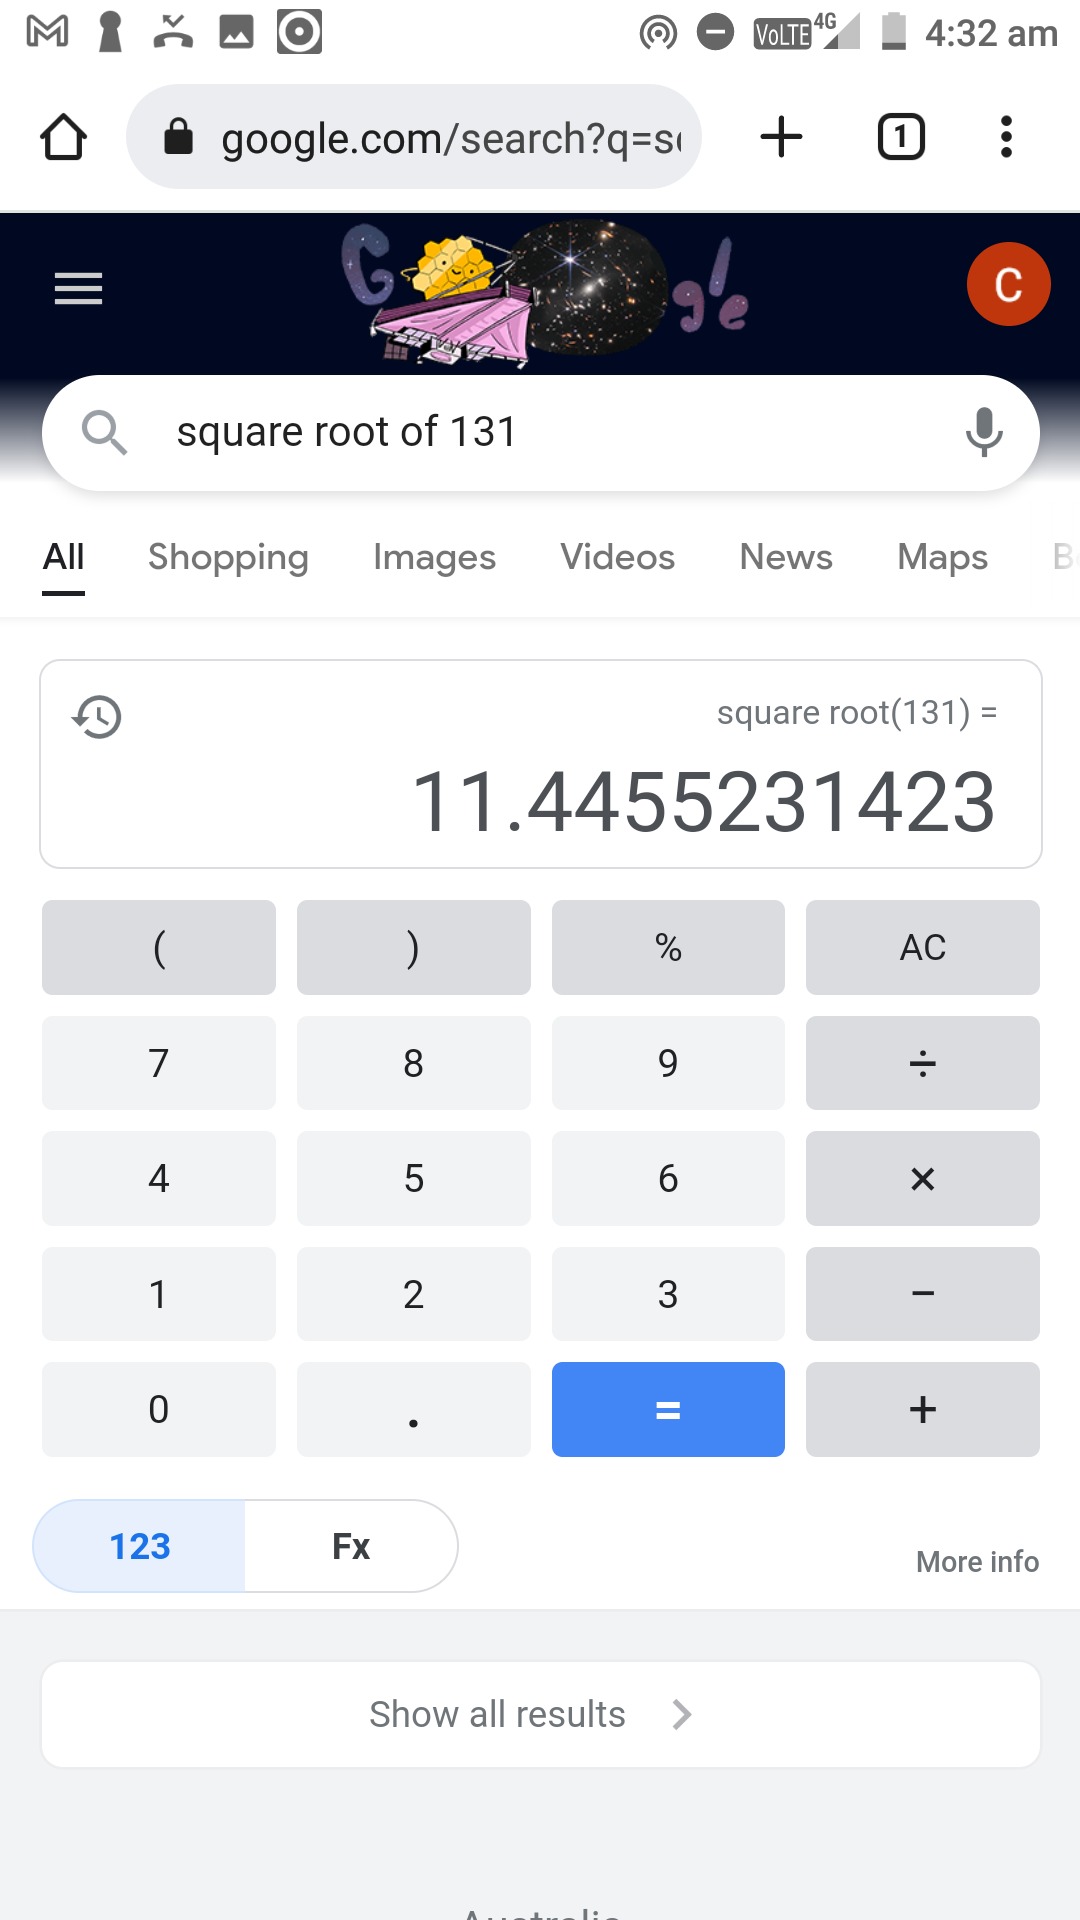 VoLTE 4G 4:32 am
google.com/search?q=s
1
Google
C
square root of 131
All Shopping Images Videos News Maps
square root(131) =
11.4455231423
( ) % AC
7 8 9 ÷
4 5 6 ×
1 2 3 −
0 . = +
123 Fx
More info
Show all results
Australia